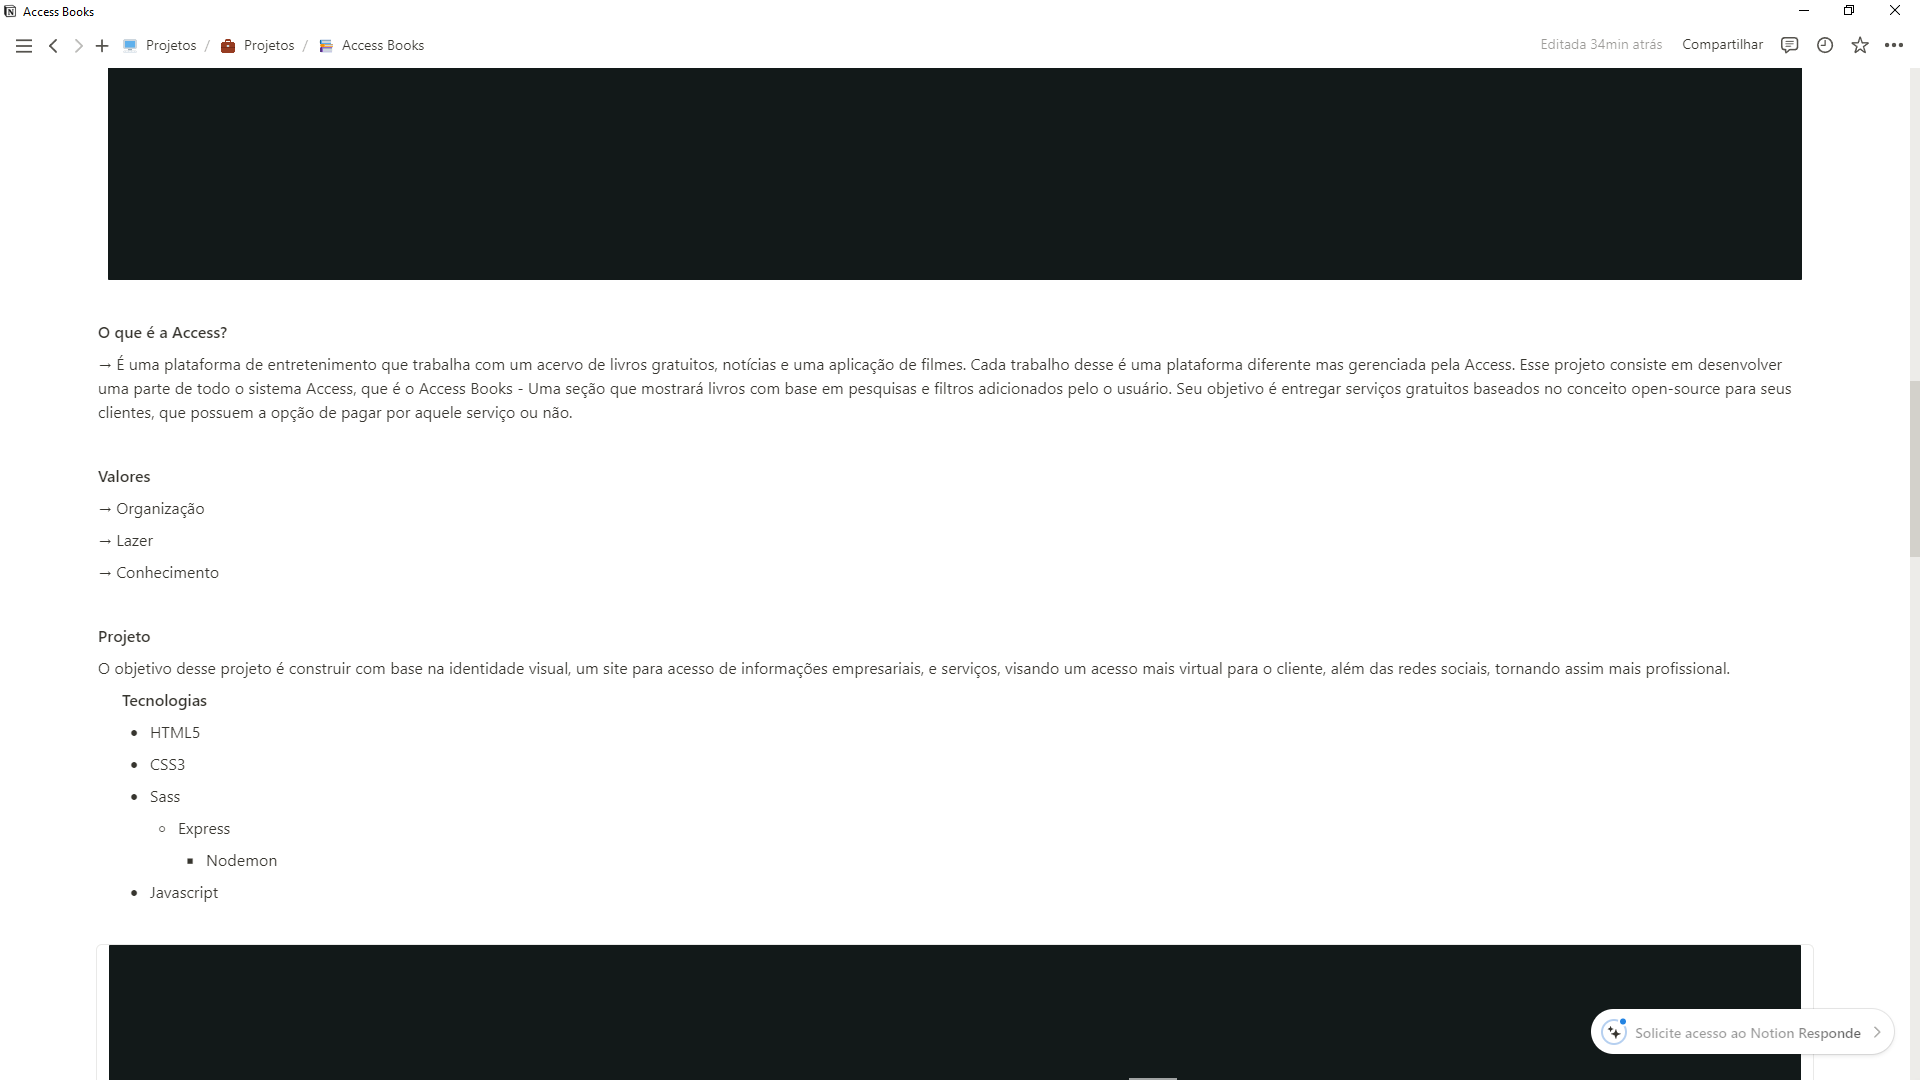 Access Books
Projetos / Projetos / Access Books
Editada 34min atrás Compartilhar
O que é a Access?
→ É uma plataforma de entretenimento que trabalha com um acervo de livros gratuitos, notícias e uma aplicação de filmes. Cada trabalho desse é uma plataforma diferente mas gerenciada pela Access. Esse projeto consiste em desenvolver
uma parte de todo o sistema Access, que é o Access Books - Uma seção que mostrará livros com base em pesquisas e filtros adicionados pelo o usuário. Seu objetivo é entregar serviços gratuitos baseados no conceito open-source para seus
clientes, que possuem a opção de pagar por aquele serviço ou não.
Valores
→ Organização
→ Lazer
→ Conhecimento
Projeto
O objetivo desse projeto é construir com base na identidade visual, um site para acesso de informações empresariais, e serviços, visando um acesso mais virtual para o cliente, além das redes sociais, tornando assim mais profissional.
Tecnologias
• HTML5
• CSS3
• Sass
◦ Express
▪ Nodemon
• Javascript
Solicite acesso ao Notion Responde